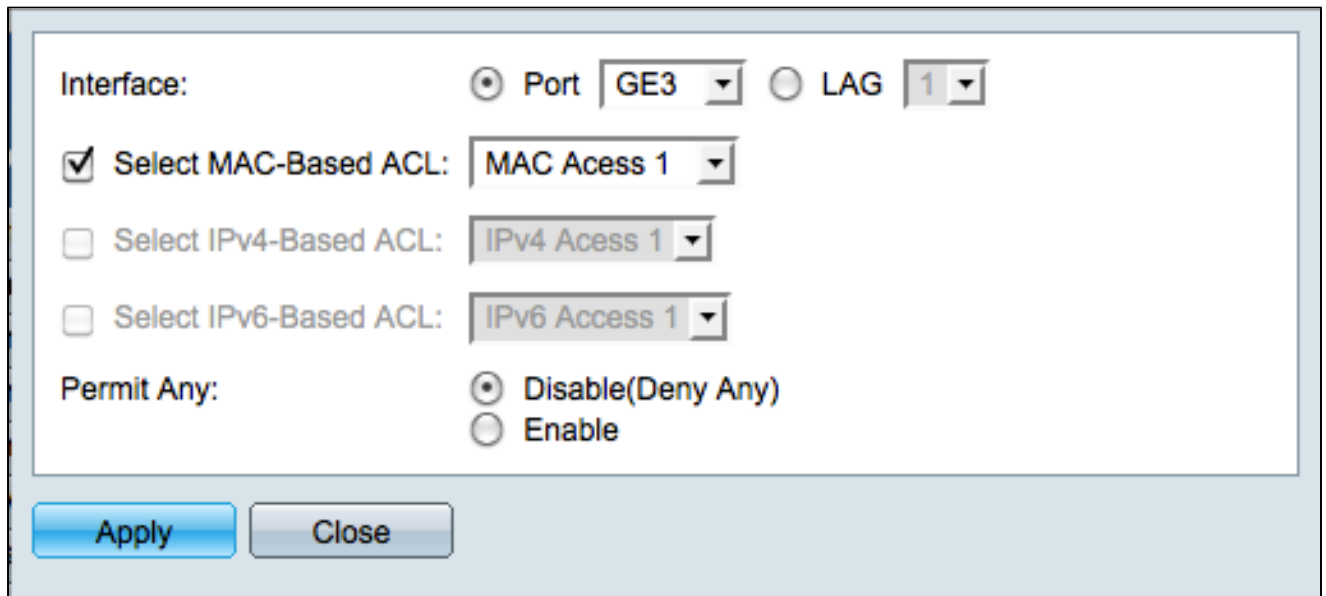 Interface: Port GE3 LAG 1
Select MAC-Based ACL: MAC Acess 1
Select IPv4-Based ACL: IPv4 Acess 1
Select IPv6-Based ACL: IPv6 Access 1
Permit Any: Disable(Deny Any)
Enable
Apply Close